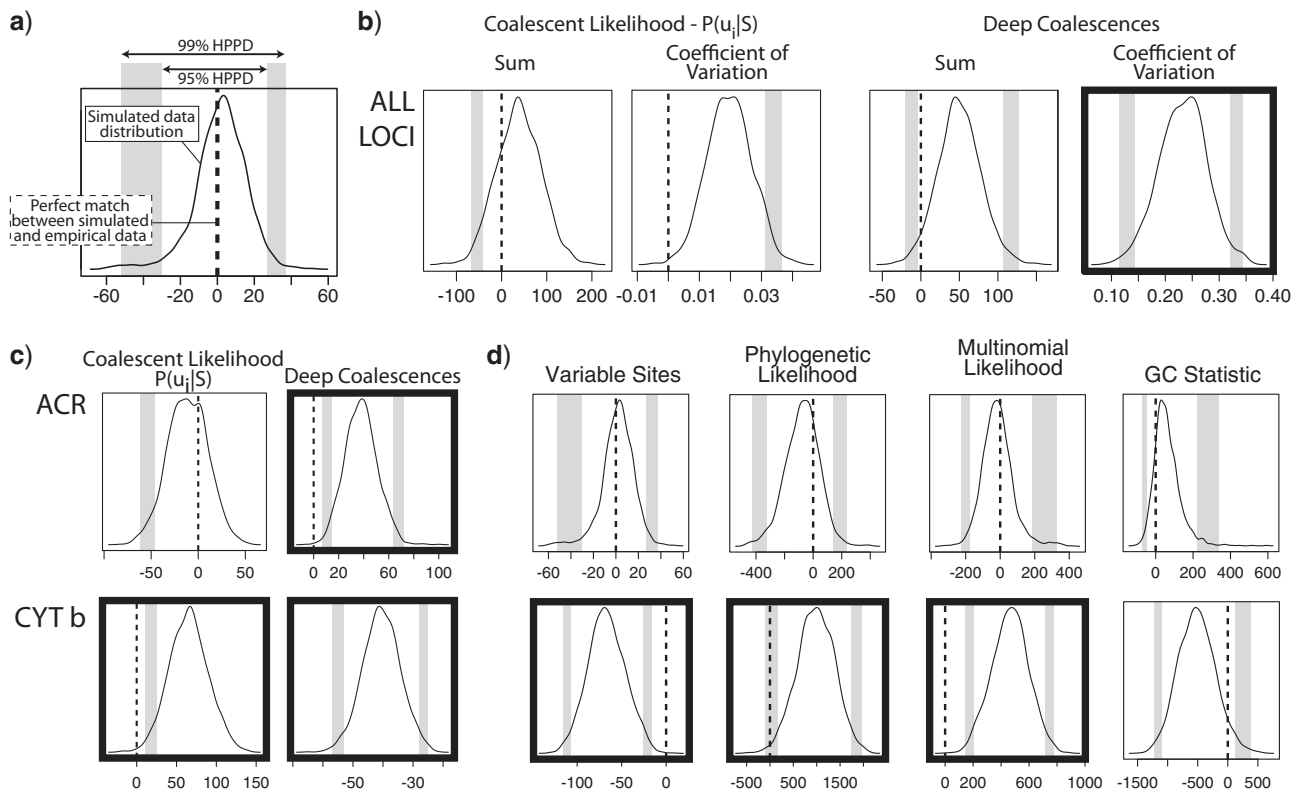 a)
99% HPPD
95% HPPD
Simulated data
distribution
Perfect match
between simulated
and empirical data
-60 -20 0 20 60
b)
Coalescent Likelihood - P(ui|S)
Deep Coalescences
Sum
Coefficient of
Variation
Sum
Coefficient of
Variation
ALL
LOCI
-100 0 100 200
-0.01 0.01 0.03
-50 0 50 100
0.10 0.20 0.30 0.40
c)
Coalescent Likelihood
P(ui|S)
Deep Coalescences
ACR
-50 0 50
0 20 60 100
CYT b
0 50 100 150
-50 -30
d)
Variable Sites
Phylogenetic
Likelihood
Multinomial
Likelihood
GC Statistic
-60 -20 0 20 60
-400 0 400
-200 0 200 400
0 200 400 600
-100 -50 0
-500 500 1500
0 200 600 1000
-1500 -500 0 500